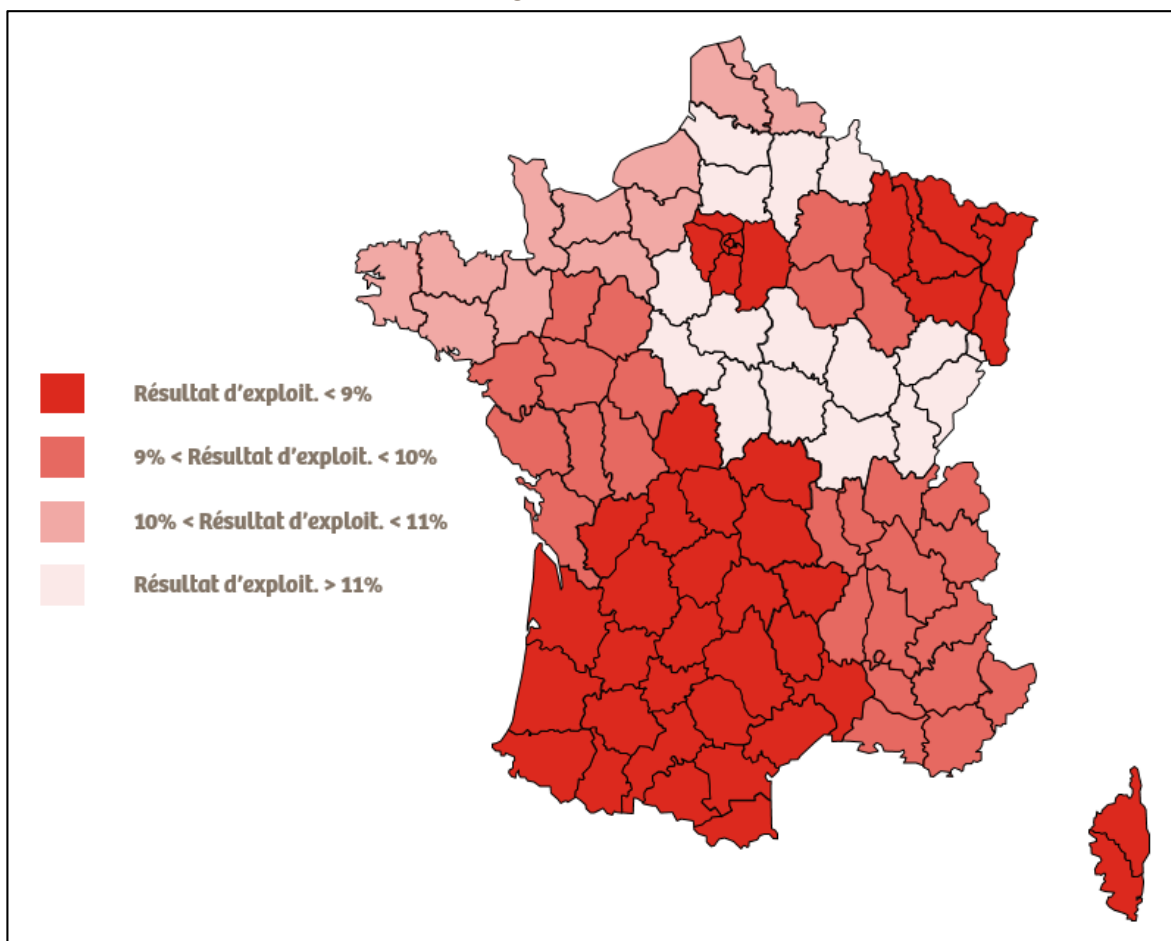 Résultat d'exploit. < 9%
9% < Résultat d'exploit. < 10%
10% < Résultat d'exploit. < 11%
Résultat d'exploit. > 11%